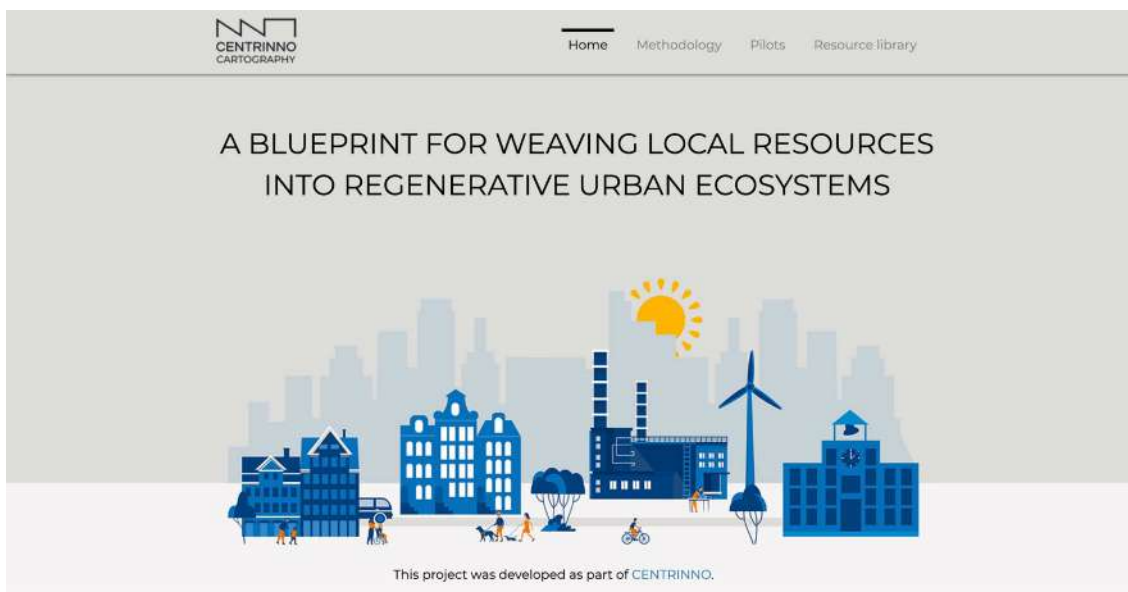 CENTRINNO
CARTOGRAPHY
Home Methodology Pilots Resource library
A BLUEPRINT FOR WEAVING LOCAL RESOURCES
INTO REGENERATIVE URBAN ECOSYSTEMS
This project was developed as part of CENTRINNO.